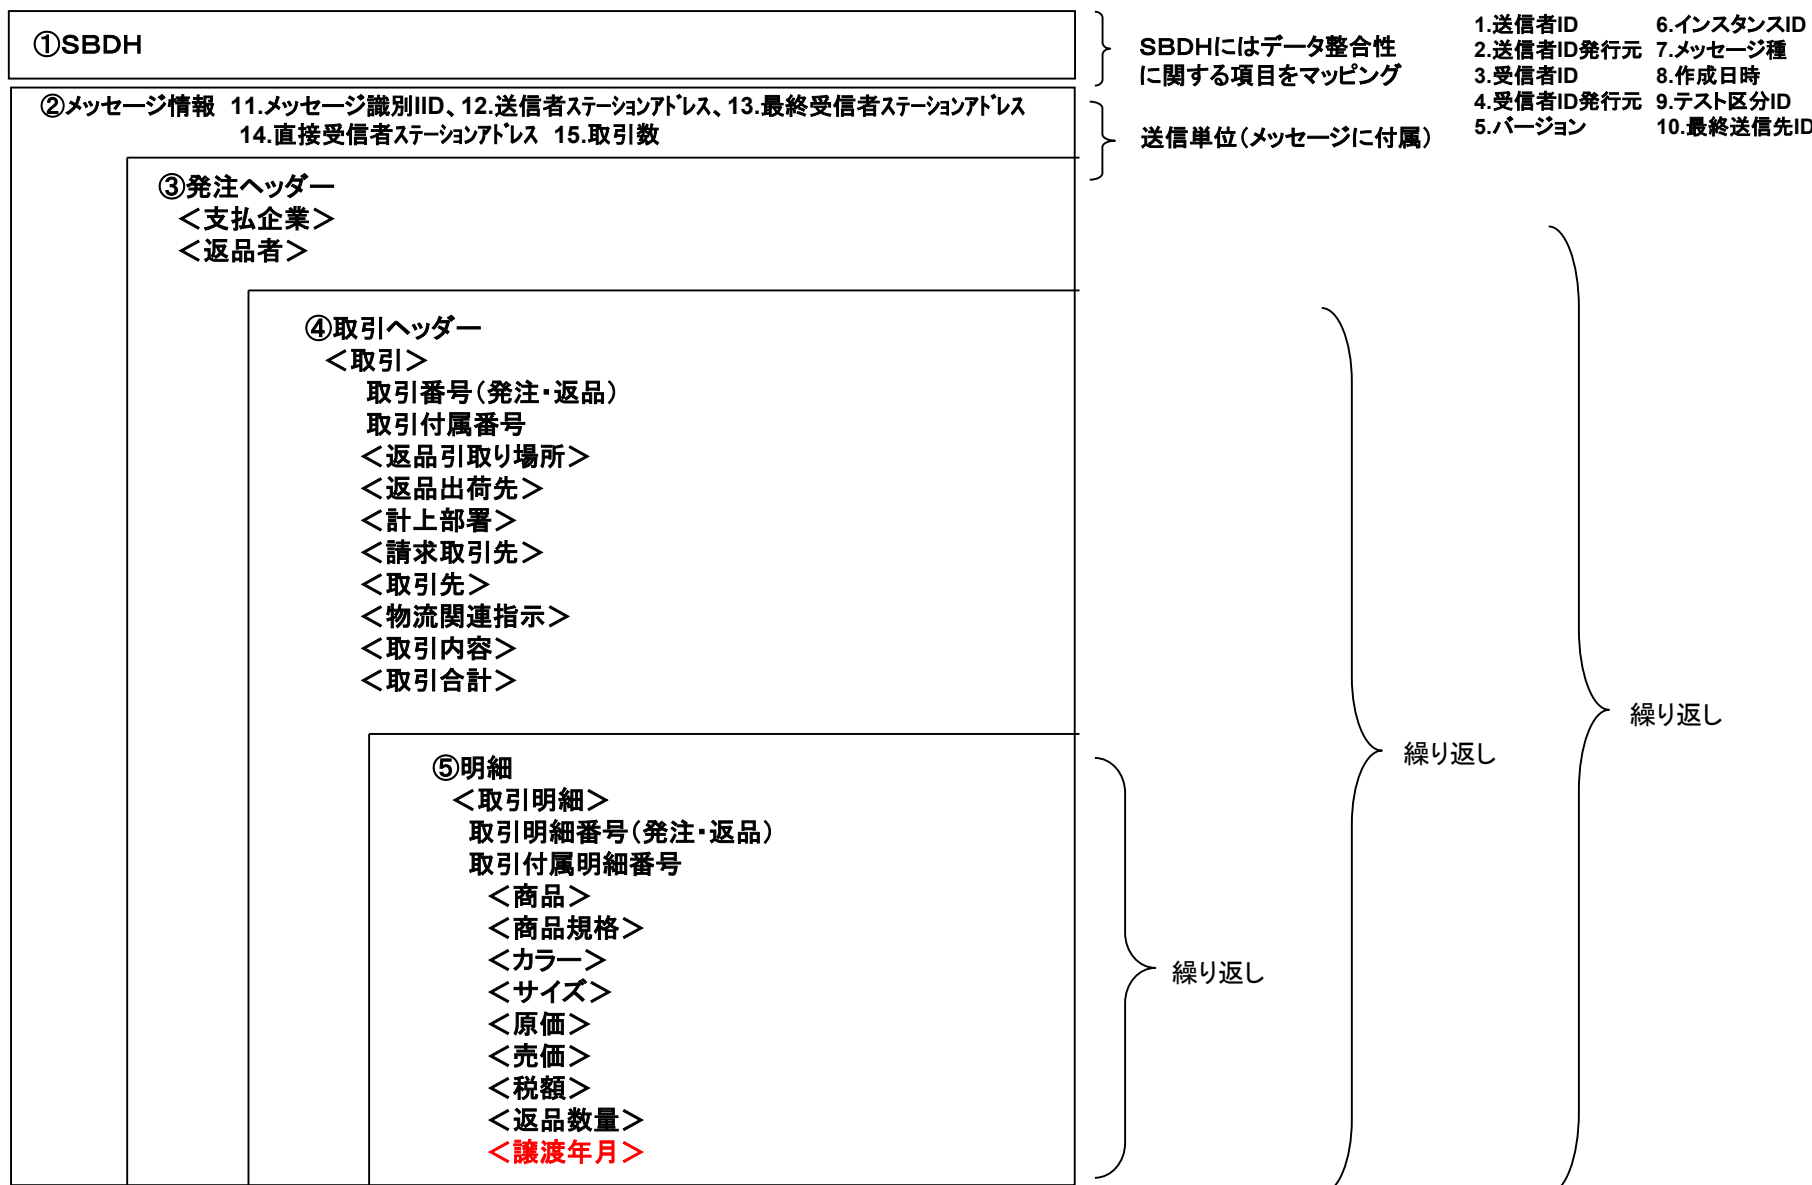 ①SBDH
SBDHにはデータ整合性
に関する項目をマッピング
1.送信者ID 6.インスタンスID
2.送信者ID発行元 7.メッセージ種
3.受信者ID 8.作成日時
4.受信者ID発行元 9.テスト区分ID
5.バージョン 10.最終送信先ID
②メッセージ情報 11.メッセージ識別IID、12.送信者ステーションアドレス、13.最終受信者ステーションアドレス
14.直接受信者ステーションアドレス 15.取引数
送信単位(メッセージに付属)
③発注ヘッダー
<支払企業>
<返品者>
④取引ヘッダー
<取引>
取引番号(発注・返品)
取引付属番号
<返品引取り場所>
<返品出荷先>
<計上部署>
<請求取引先>
<取引先>
<物流関連指示>
<取引内容>
<取引合計>
⑤明細
<取引明細>
取引明細番号(発注・返品)
取引付属明細番号
<商品>
<商品規格>
<カラー>
<サイズ>
<原価>
<売価>
<税額>
<返品数量>
<譲渡年月>
繰り返し
繰り返し
繰り返し